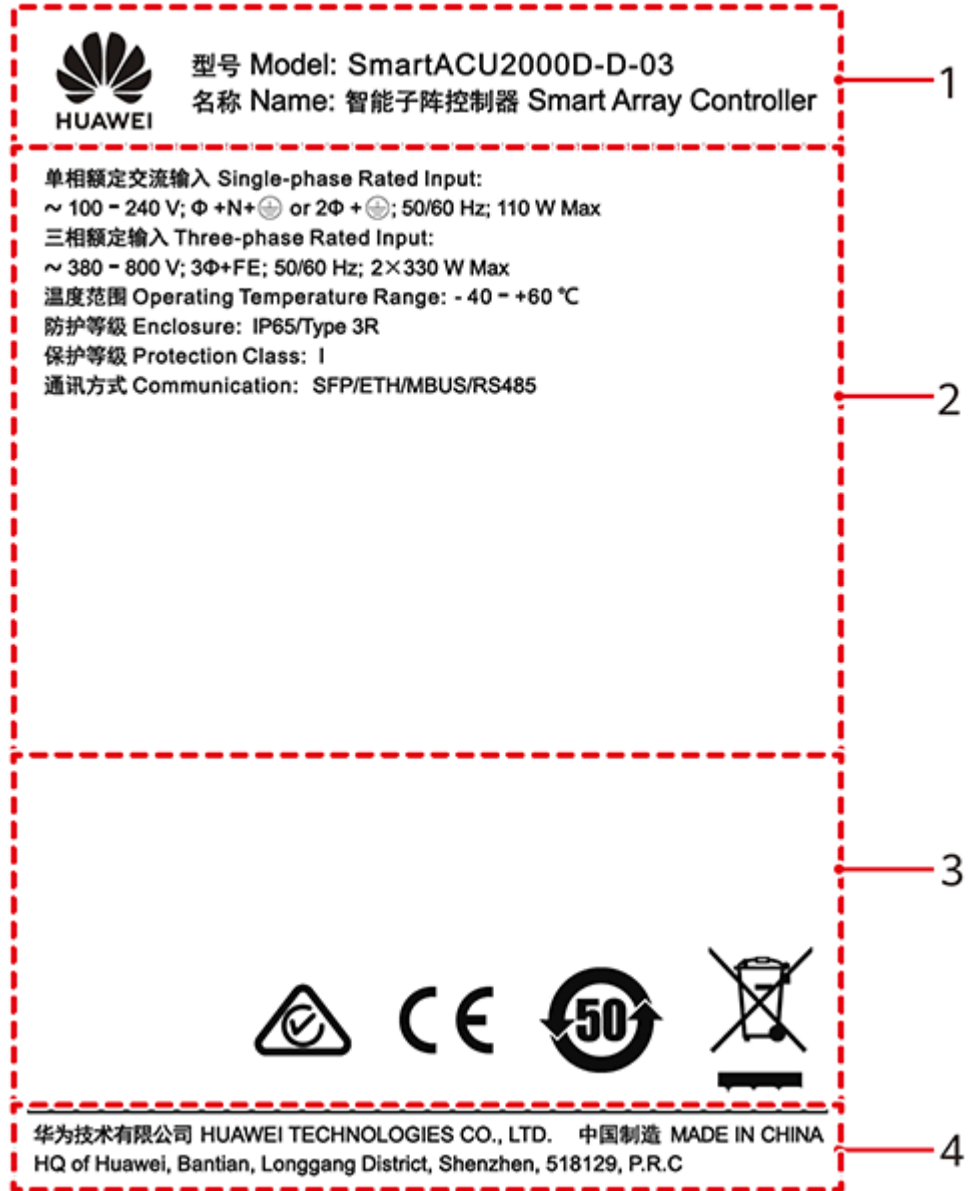 HUAWEI
型号 Model: SmartACU2000D-D-03
名称 Name: 智能子阵控制器 Smart Array Controller
1
单相额定交流输入 Single-phase Rated Input:
~ 100 - 240 V; Φ +N+⏚ or 2Φ +⏚; 50/60 Hz; 110 W Max
三相额定输入 Three-phase Rated Input:
~ 380 - 800 V; 3Φ+FE; 50/60 Hz; 2×330 W Max
温度范围 Operating Temperature Range: - 40 - +60 ℃
防护等级 Enclosure: IP65/Type 3R
保护等级 Protection Class: I
通讯方式 Communication: SFP/ETH/MBUS/RS485
2
3
CE
50
华为技术有限公司 HUAWEI TECHNOLOGIES CO., LTD. 中国制造 MADE IN CHINA
HQ of Huawei, Bantian, Longgang District, Shenzhen, 518129, P.R.C
4